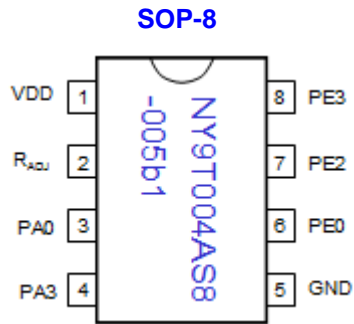 SOP-8
VDD 1 8 PE3
RADJ 2 7 PE2
PA0 3 6 PE0
PA3 4 5 GND
NY9T004AS8
-005b1